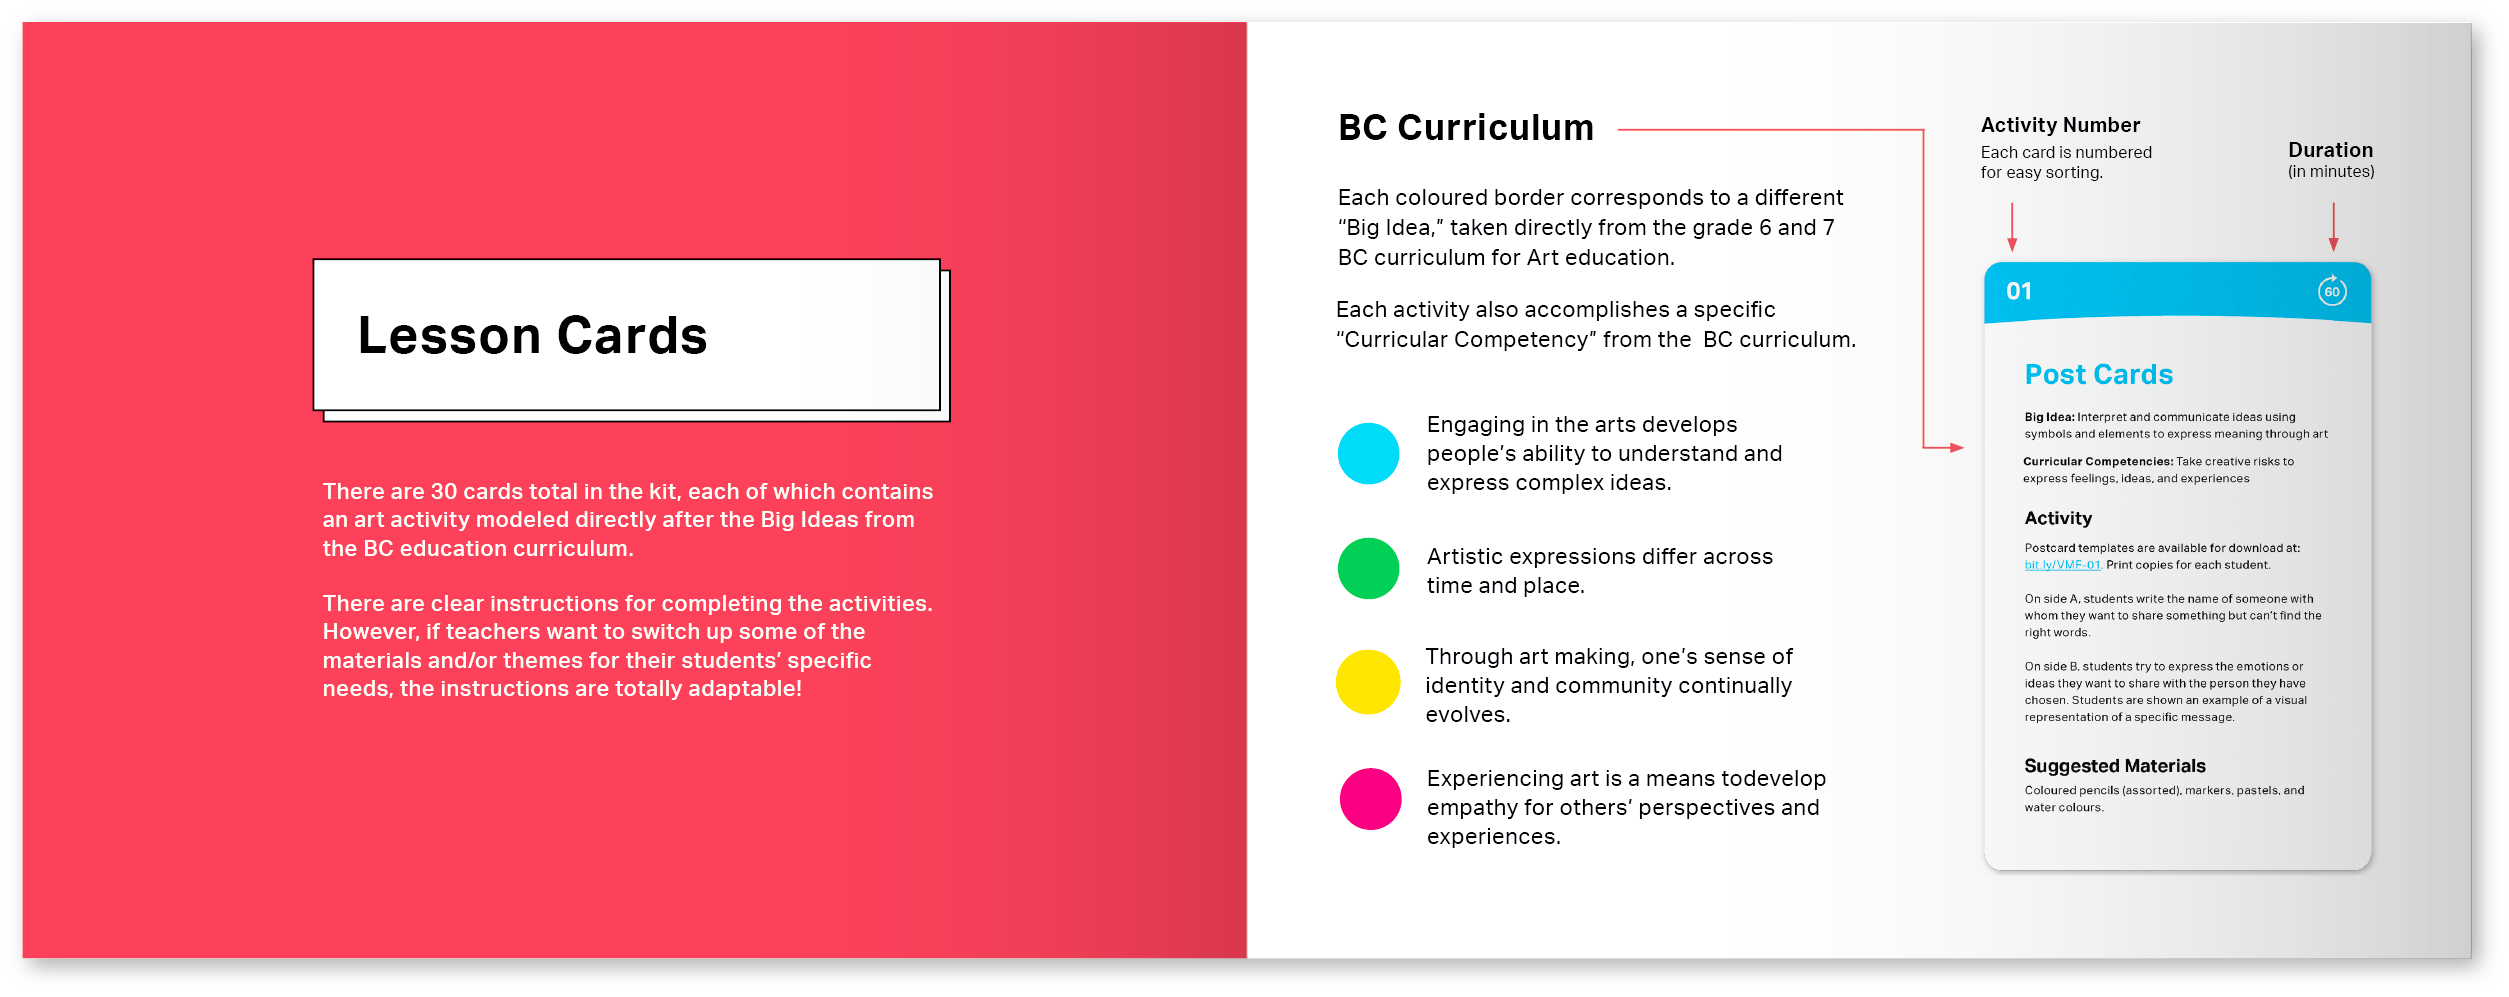 Lesson Cards
There are 30 cards total in the kit, each of which contains
an art activity modeled directly after the Big Ideas from
the BC education curriculum.
There are clear instructions for completing the activities.
However, if teachers want to switch up some of the
materials and/or themes for their students’ specific
needs, the instructions are totally adaptable!
BC Curriculum
Each coloured border corresponds to a different
“Big Idea,” taken directly from the grade 6 and 7
BC curriculum for Art education.
Each activity also accomplishes a specific
“Curricular Competency” from the  BC curriculum.
Engaging in the arts develops
people’s ability to understand and
express complex ideas.
Artistic expressions differ across
time and place.
Through art making, one’s sense of
identity and community continually
evolves.
Experiencing art is a means todevelop
empathy for others’ perspectives and
experiences.
Activity Number
Each card is numbered
for easy sorting.
Duration
(in minutes)
01
60
Post Cards
Big Idea: Interpret and communicate ideas using
symbols and elements to express meaning through art
Curricular Competencies: Take creative risks to
express feelings, ideas, and experiences
Activity
Postcard templates are available for download at:
bit.ly/VMF-01. Print copies for each student.
On side A, students write the name of someone with
whom they want to share something but can’t find the
right words.
On side B, students try to express the emotions or
ideas they want to share with the person they have
chosen. Students are shown an example of a visual
representation of a specific message.
Suggested Materials
Coloured pencils (assorted), markers, pastels, and
water colours.